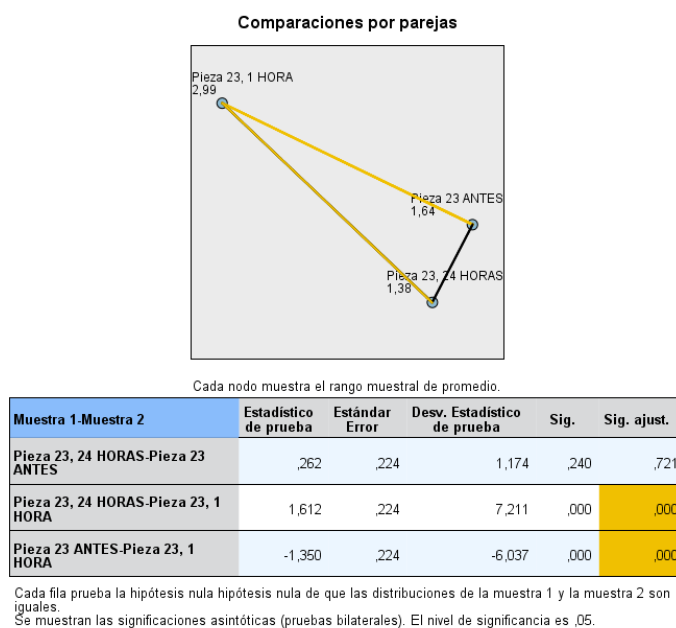 Comparaciones por parejas
Pieza 23, 1 HORA
2,99
Pieza 23 ANTES
1,64
Pieza 23, 24 HORAS
1,38
Cada nodo muestra el rango muestral de promedio.
Muestra 1-Muestra 2 Estadístico de prueba Estándar Error Desv. Estadístico de prueba Sig. Sig. ajust.
Pieza 23, 24 HORAS-Pieza 23 ANTES ,262 ,224 1,174 ,240 ,721
Pieza 23, 24 HORAS-Pieza 23, 1 HORA 1,612 ,224 7,211 ,000 ,000
Pieza 23 ANTES-Pieza 23, 1 HORA -1,350 ,224 -6,037 ,000 ,000
Cada fila prueba la hipótesis nula hipótesis nula de que las distribuciones de la muestra 1 y la muestra 2 son
iguales.
Se muestran las significaciones asintóticas (pruebas bilaterales). El nivel de significancia es ,05.